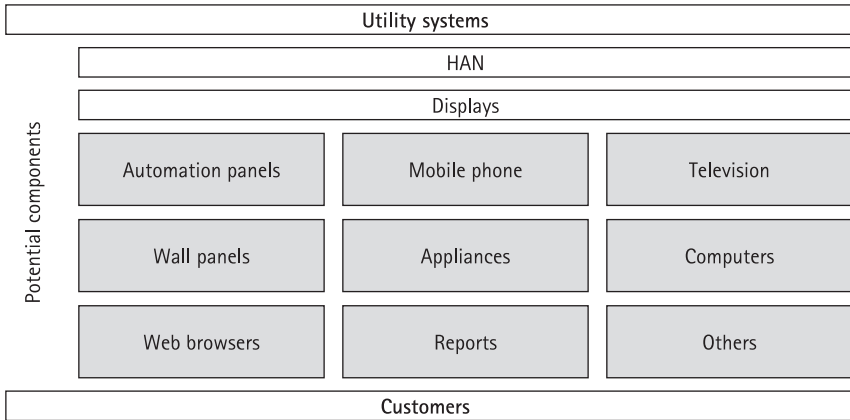 Utility systems
HAN
Displays
Potential components
Automation panels
Mobile phone
Television
Wall panels
Appliances
Computers
Web browsers
Reports
Others
Customers